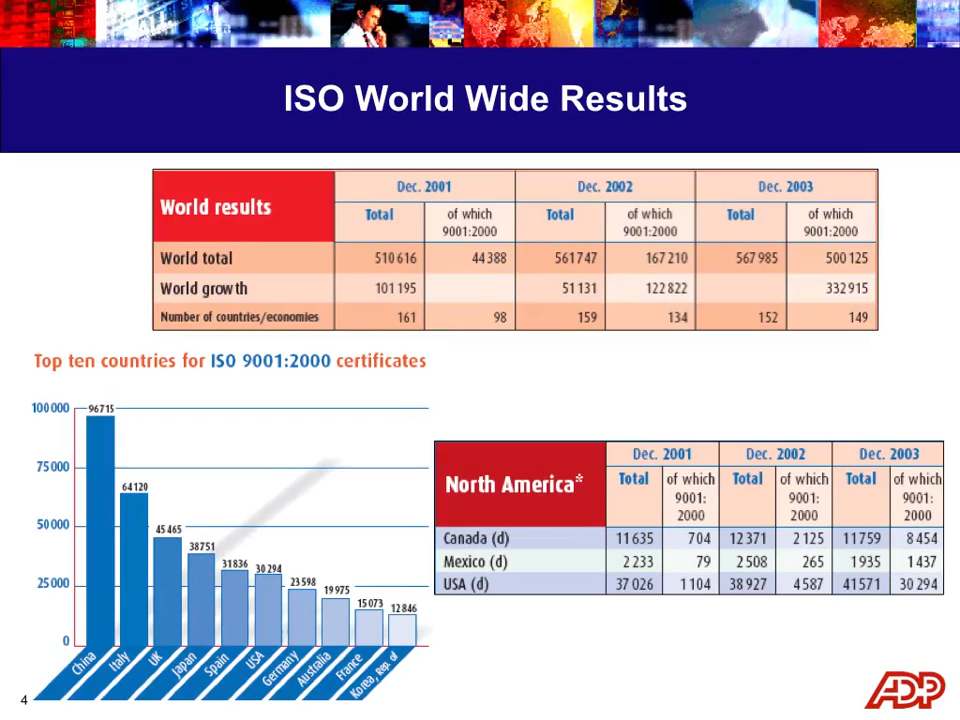 ISO World Wide Results
World results Dec. 2001 Dec. 2002 Dec. 2003
Total of which 9001:2000 Total of which 9001:2000 Total of which 9001:2000
World total 510 616 44 388 561747 167 210 567 985 500 125
World growth 101 195 51 131 122 822 332 915
Number of countries/economies 161 98 159 134 152 149
Top ten countries for ISO 9001:2000 certificates
100 000
75 000
50 000
25 000
0
96 715
64 120
45 465
38 751
31 836
30 294
23 598
19 975
15 073
12 846
China
Italy
UK
Japan
Spain
USA
Germany
Australia
France
Korea, Rep. of
North America* Dec. 2001 Dec. 2002 Dec. 2003
Total of which 9001: 2000 Total of which 9001: 2000 Total of which 9001: 2000
Canada (d) 11 635 704 12 371 2 125 11 759 8 454
Mexico (d) 2 233 79 2 508 265 1 935 1 437
USA (d) 37 026 1 104 38 927 4 587 41 571 30 294
4
ADP